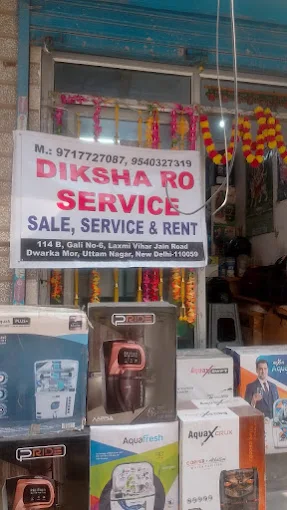 M.: 9717727087, 9540327319
DIKSHA RO
SERVICE
SALE, SERVICE & RENT
114 B, Gali No-6, Laxmi Vihar Jain Road
Dwarka Mor, Uttam Nagar, New Delhi-110059
PRIDE
PRIDE
Aquafresh
AquaX